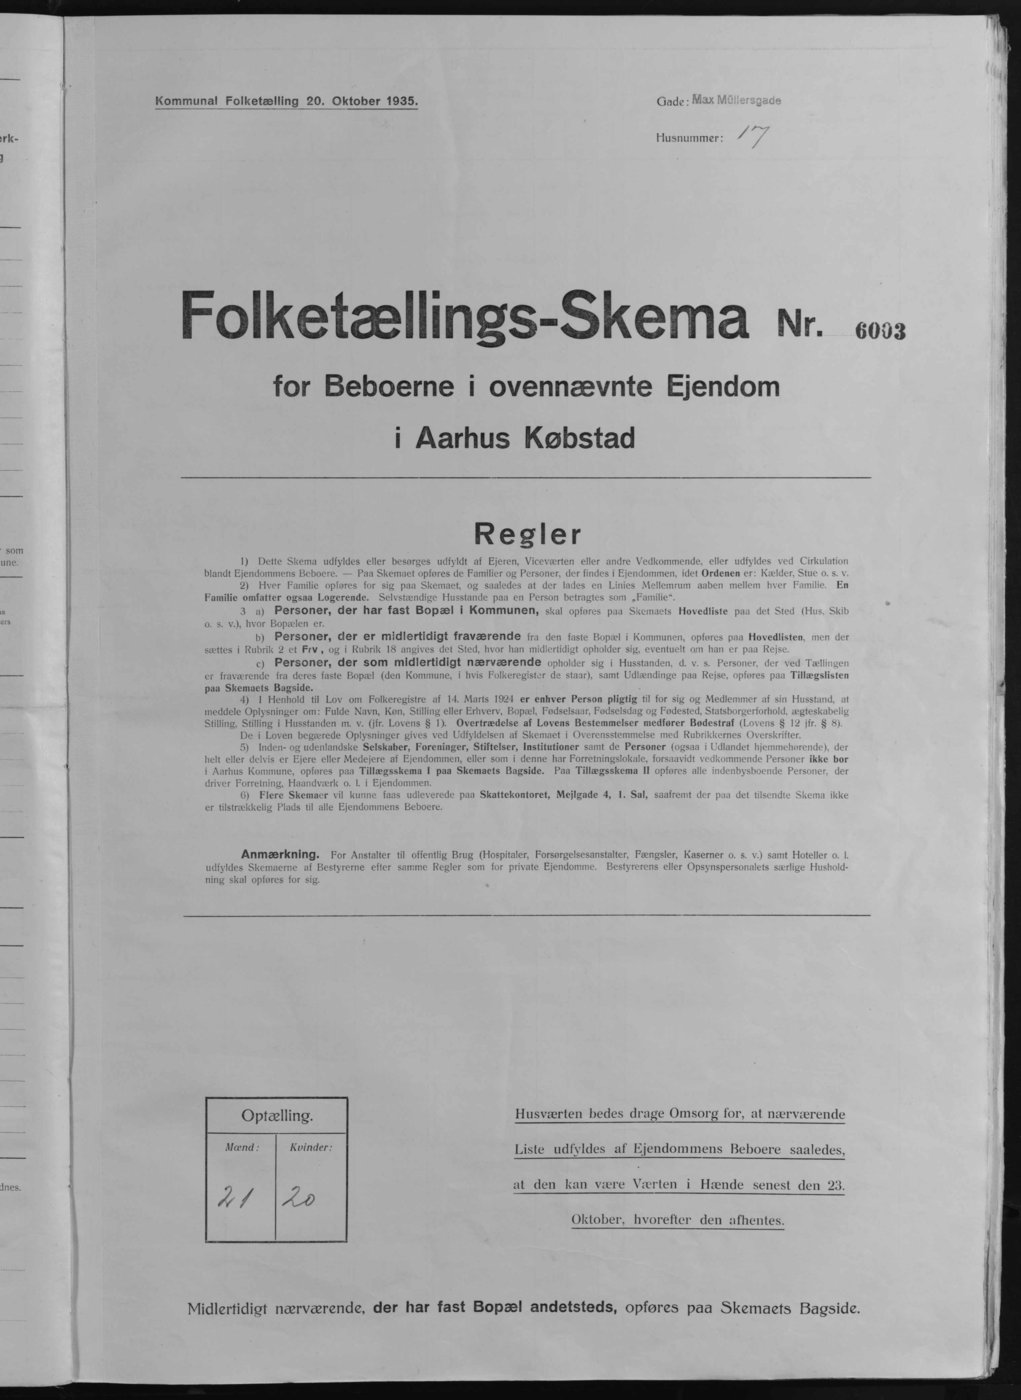 Kommunal Folketælling 20. Oktober 1935.
Gade: Max Müllersgade
Husnummer: 17
Folketællings-Skema Nr. 6003
for Beboerne i ovennævnte Ejendom
i Aarhus Købstad
Regler
1) Dette Skema udfyldes eller besørges udfyldt af Ejeren, Viceværten eller andre Vedkommende, eller udfyldes ved Cirkulation
blandt Ejendommens Beboere. — Paa Skemaet opføres de Familier og Personer, der findes i Ejendommen, idet Ordenen er: Kælder, Stue o. s. v.
2) Hver Familie opføres for sig paa Skemaet, og saaledes at der lades en Linies Mellemrum aaben mellem hver Familie. En
Familie omfatter ogsaa Logerende. Selvstændige Husstande paa en Person betragtes som „Familie".
3 a) Personer, der har fast Bopæl i Kommunen, skal opføres paa Skemaets Hovedliste paa det Sted (Hus, Skib
o. s. v.), hvor Bopælen er.
b) Personer, der er midlertidigt fraværende fra den faste Bopæl i Kommunen, opføres paa Hovedlisten, men der
sættes i Rubrik 2 et Frv, og i Rubrik 18 angives det Sted, hvor han midlertidigt opholder sig, eventuelt om han er paa Rejse.
c) Personer, der som midlertidigt nærværende opholder sig i Husstanden, d. v. s. Personer, der ved Tællingen
er fraværende fra deres faste Bopæl (den Kommune, i hvis Folkeregister de staar), samt Udlændinge paa Rejse, opføres paa Tillægslisten
paa Skemaets Bagside.
4) I Henhold til Lov om Folkeregistre af 14. Marts 1924 er enhver Person pligtig til for sig og Medlemmer af sin Husstand, at
meddele Oplysninger om: Fulde Navn, Køn, Stilling eller Erhverv, Bopæl, Fødselsaar, Fødselsdag og Fødested, Statsborgerforhold, ægteskabelig
Stilling, Stilling i Husstanden m. v. (jfr. Lovens § 1). Overtrædelse af Lovens Bestemmelser medfører Bødestraf (Lovens § 12 jfr. § 8).
De i Loven begærede Oplysninger gives ved Udfyldelsen af Skemaet i Overensstemmelse med Rubrikkernes Overskrifter.
5) Inden- og udenlandske Selskaber, Foreninger, Stiftelser, Institutioner samt de Personer (ogsaa i Udlandet hjemmehørende), der
helt eller delvis er Ejere eller Medejere af Ejendommen, eller som i denne har Forretningslokale, forsaavidt vedkommende Personer ikke bor
i Aarhus Kommune, opføres paa Tillægsskema I paa Skemaets Bagside. Paa Tillægsskema II opføres alle indenbysboende Personer, der
driver Forretning, Haandværk o. l. i Ejendommen.
6) Flere Skemaer vil kunne faas udleverede paa Skattekontoret, Mejlgade 4, 1. Sal, saafremt der paa det tilsendte Skema ikke
er tilstrækkelig Plads til alle Ejendommens Beboere.
Anmærkning. For Anstalter til offentlig Brug (Hospitaler, Forsørgelsesanstalter, Fængsler, Kaserner o. s. v.) samt Hoteller o. l.
udfyldes Skemaerne af Bestyrerne efter samme Regler som for private Ejendomme. Bestyrerens eller Opsynspersonalets særlige Hushold-
ning skal opføres for sig.
Optælling.
Mænd: Kvinder:
21 20
Husværten bedes drage Omsorg for, at nærværende
Liste udfyldes af Ejendommens Beboere saaledes,
at den kan være Værten i Hænde senest den 23.
Oktober, hvorefter den afhentes.
Midlertidigt nærværende, der har fast Bopæl andetsteds, opføres paa Skemaets Bagside.